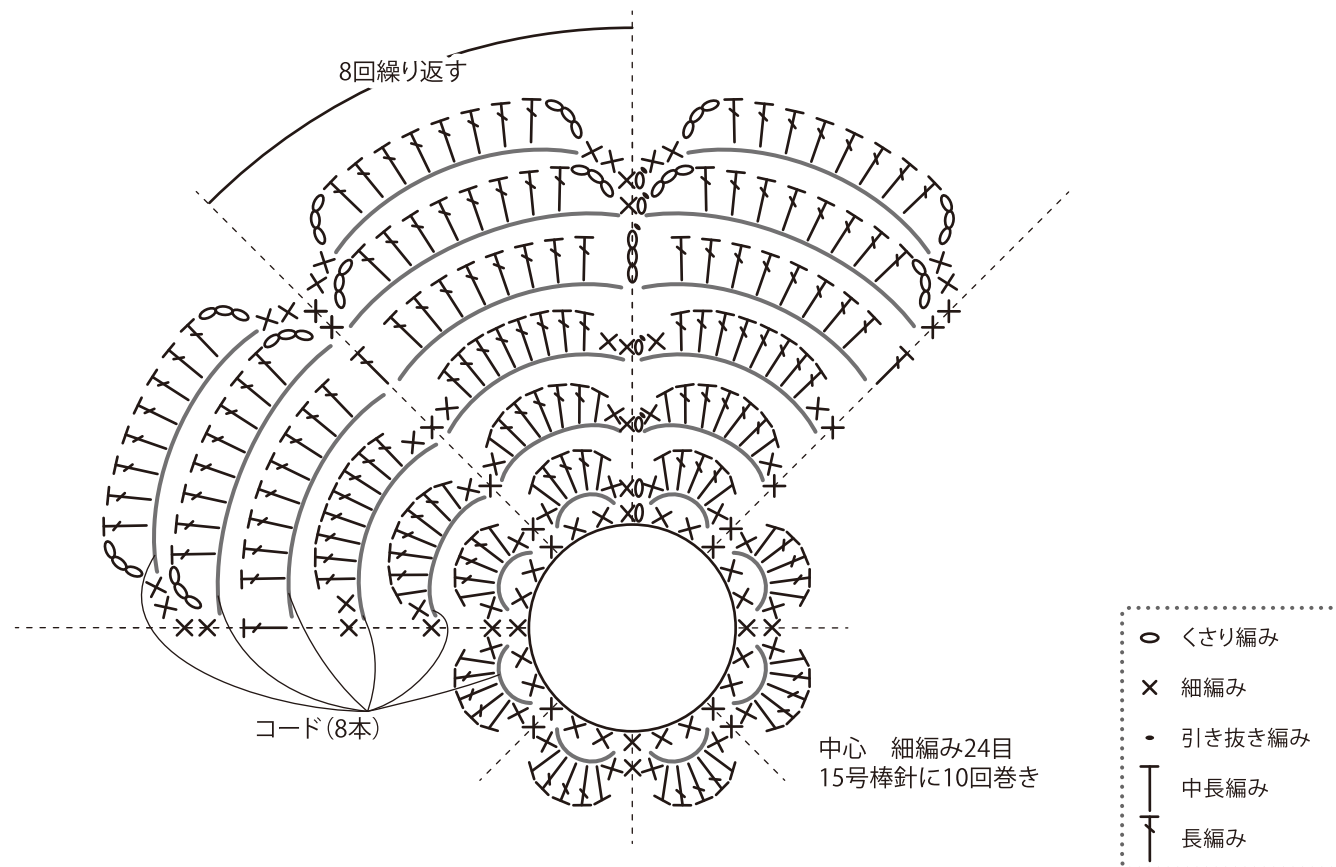 8回繰り返す
コード（8本）
中心　細編み24目
15号棒針に10回巻き
くさり編み
細編み
引き抜き編み
中長編み
長編み